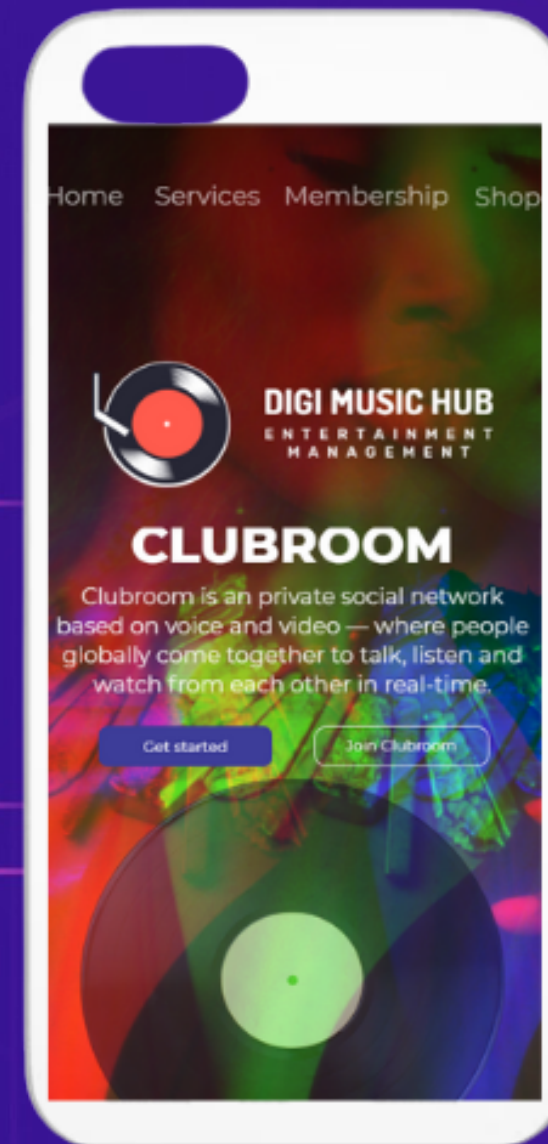 Home Services Membership Shop
DIGI MUSIC HUB
ENTERTAINMENT
MANAGEMENT
CLUBROOM
Clubroom is an private social network
based on voice and video — where people
globally come together to talk, listen and
watch from each other in real-time.
Get started Join Clubroom